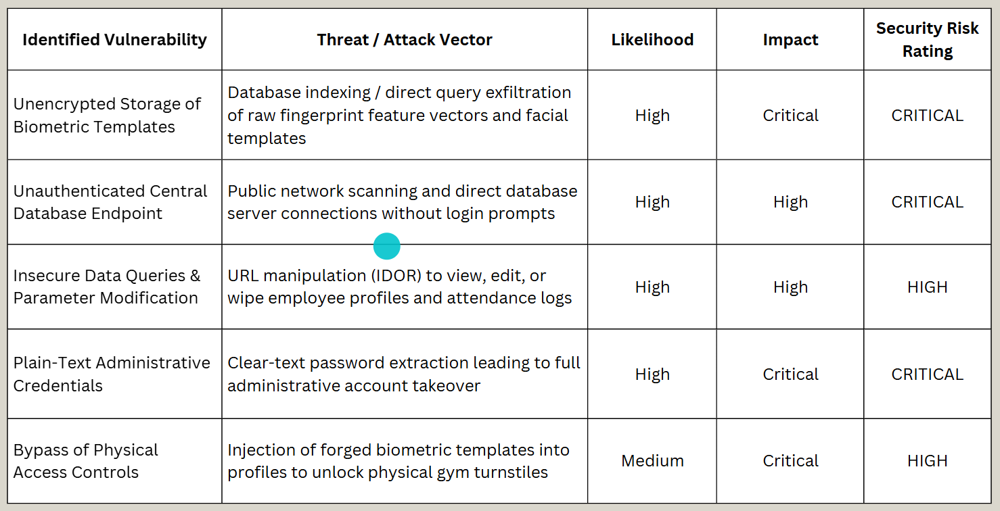 Identified Vulnerability
Threat / Attack Vector
Likelihood
Impact
Security Risk
Rating
Unencrypted Storage of
Biometric Templates
Database indexing / direct query exfiltration
of raw fingerprint feature vectors and facial
templates
High
Critical
CRITICAL
Unauthenticated Central
Database Endpoint
Public network scanning and direct database
server connections without login prompts
High
High
CRITICAL
Insecure Data Queries &
Parameter Modification
URL manipulation (IDOR) to view, edit, or
wipe employee profiles and attendance logs
High
High
HIGH
Plain-Text Administrative
Credentials
Clear-text password extraction leading to full
administrative account takeover
High
Critical
CRITICAL
Bypass of Physical
Access Controls
Injection of forged biometric templates into
profiles to unlock physical gym turnstiles
Medium
Critical
HIGH